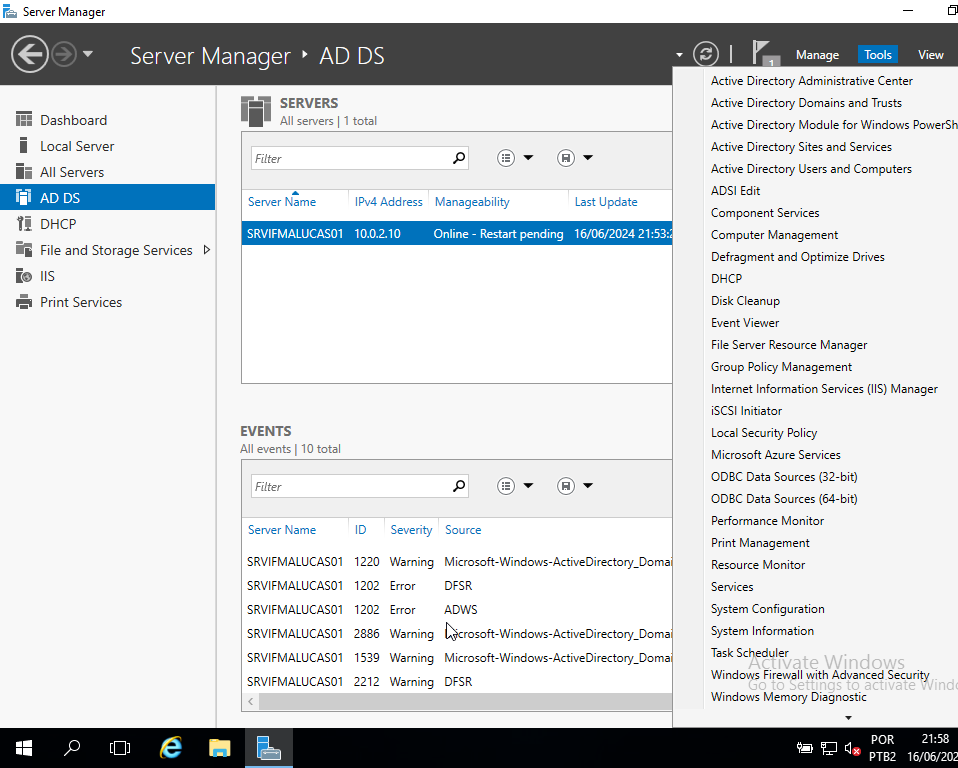 Server Manager
Server Manager ‣ AD DS
1
Manage
Tools
View
Dashboard
Local Server
All Servers
AD DS
DHCP
File and Storage Services
IIS
Print Services
SERVERS
All servers | 1 total
Filter
Server Name IPv4 Address Manageability Last Update
SRVIFMALUCAS01 10.0.2.10 Online - Restart pending 16/06/2024 21:53:2
EVENTS
All events | 10 total
Filter
Server Name ID Severity Source
SRVIFMALUCAS01 1220 Warning Microsoft-Windows-ActiveDirectory_Domai
SRVIFMALUCAS01 1202 Error DFSR
SRVIFMALUCAS01 1202 Error ADWS
SRVIFMALUCAS01 2886 Warning Microsoft-Windows-ActiveDirectory_Domai
SRVIFMALUCAS01 1539 Warning Microsoft-Windows-ActiveDirectory_Domai
SRVIFMALUCAS01 2212 Warning DFSR
Active Directory Administrative Center
Active Directory Domains and Trusts
Active Directory Module for Windows PowerSh
Active Directory Sites and Services
Active Directory Users and Computers
ADSI Edit
Component Services
Computer Management
Defragment and Optimize Drives
DHCP
Disk Cleanup
Event Viewer
File Server Resource Manager
Group Policy Management
Internet Information Services (IIS) Manager
iSCSI Initiator
Local Security Policy
Microsoft Azure Services
ODBC Data Sources (32-bit)
ODBC Data Sources (64-bit)
Performance Monitor
Print Management
Resource Monitor
Services
System Configuration
System Information
Task Scheduler
Windows Firewall with Advanced Security
Windows Memory Diagnostic
Activate Windows
Go to Settings to activate Windo
POR
PTB2
21:58
16/06/202